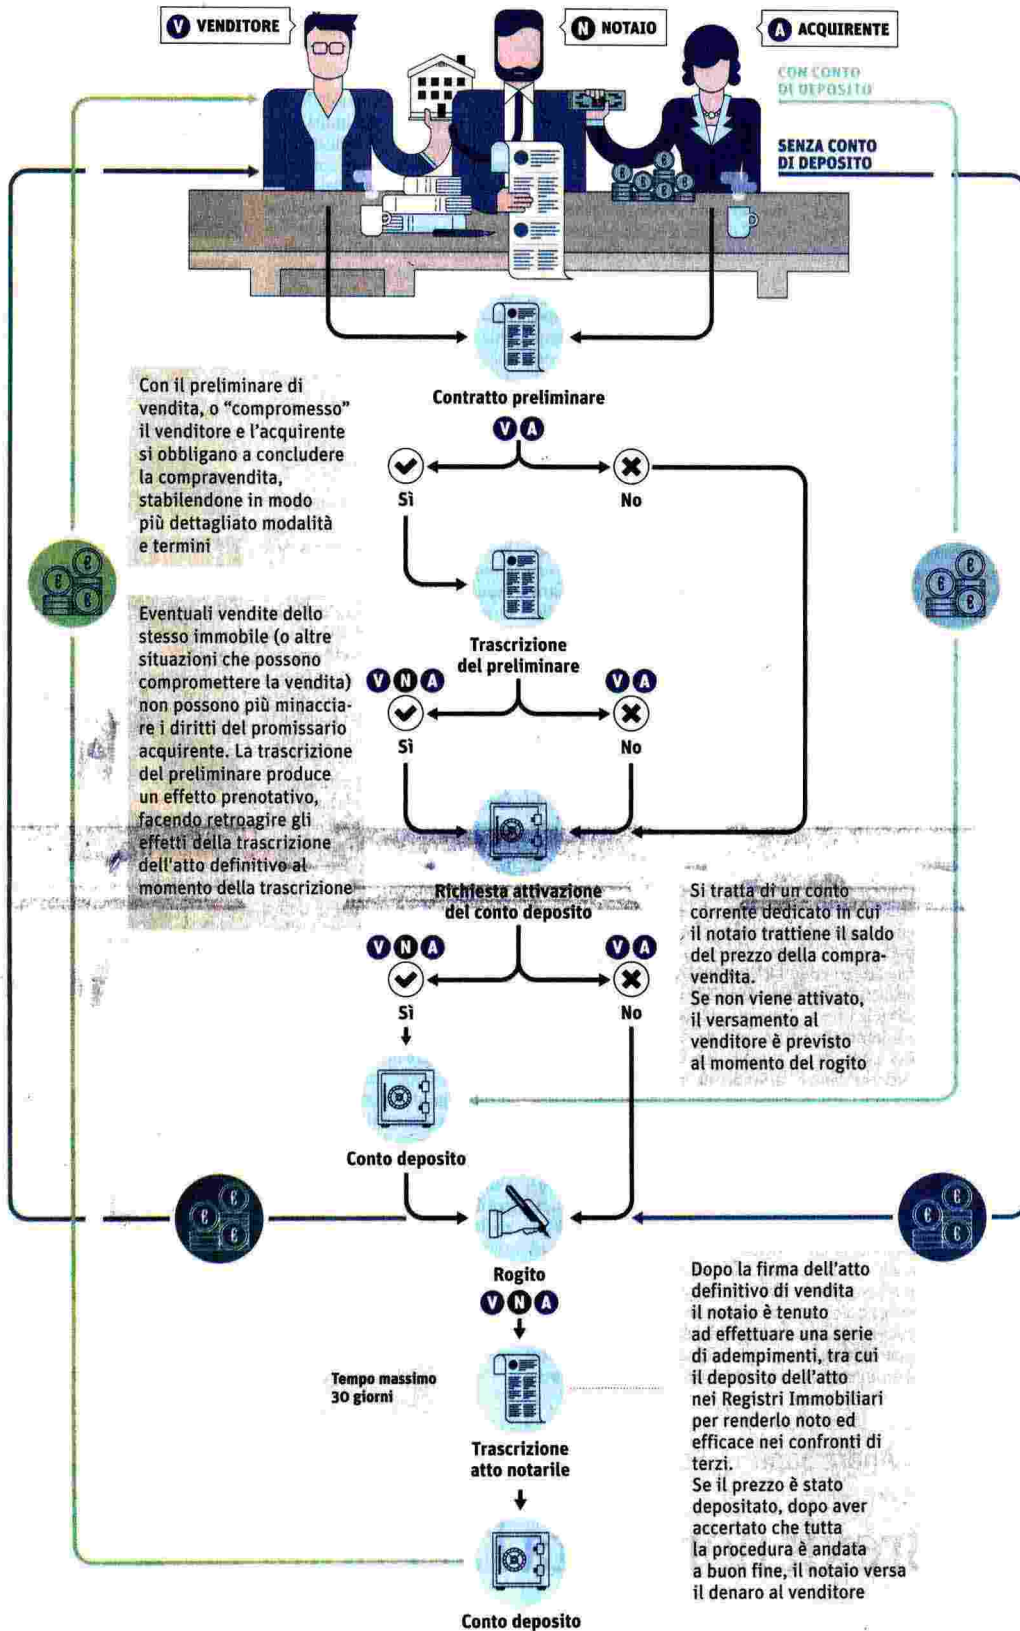 V VENDITORE
N NOTAIO
A ACQUIRENTE
CON CONTO
DI DEPOSITO
SENZA CONTO
DI DEPOSITO
Contratto preliminare
V A
Sì
No
Con il preliminare di
vendita, o “compromesso”
il venditore e l'acquirente
si obbligano a concludere
la compravendita,
stabilendone in modo
più dettagliato modalità
e termini
Trascrizione
del preliminare
V N A
V A
Sì
No
Eventuali vendite dello
stesso immobile (o altre
situazioni che possono
compromettere la vendita)
non possono più minaccia-
re i diritti del promissario
acquirente. La trascrizione
del preliminare produce
un effetto prenotativo,
facendo retroagire gli
effetti della trascrizione
dell'atto definitivo al
momento della trascrizione
Richiesta attivazione
del conto deposito
V N A
V A
Sì
No
Si tratta di un conto
corrente dedicato in cui
il notaio trattiene il saldo
del prezzo della compra-
vendita.
Se non viene attivato,
il versamento al
venditore è previsto
al momento del rogito
Conto deposito
Rogito
V N A
Tempo massimo
30 giorni
Trascrizione
atto notarile
Dopo la firma dell'atto
definitivo di vendita
il notaio è tenuto
ad effettuare una serie
di adempimenti, tra cui
il deposito dell'atto
nei Registri Immobiliari
per renderlo noto ed
efficace nei confronti di
terzi.
Se il prezzo è stato
depositato, dopo aver
accertato che tutta
la procedura è andata
a buon fine, il notaio versa
il denaro al venditore
Conto deposito